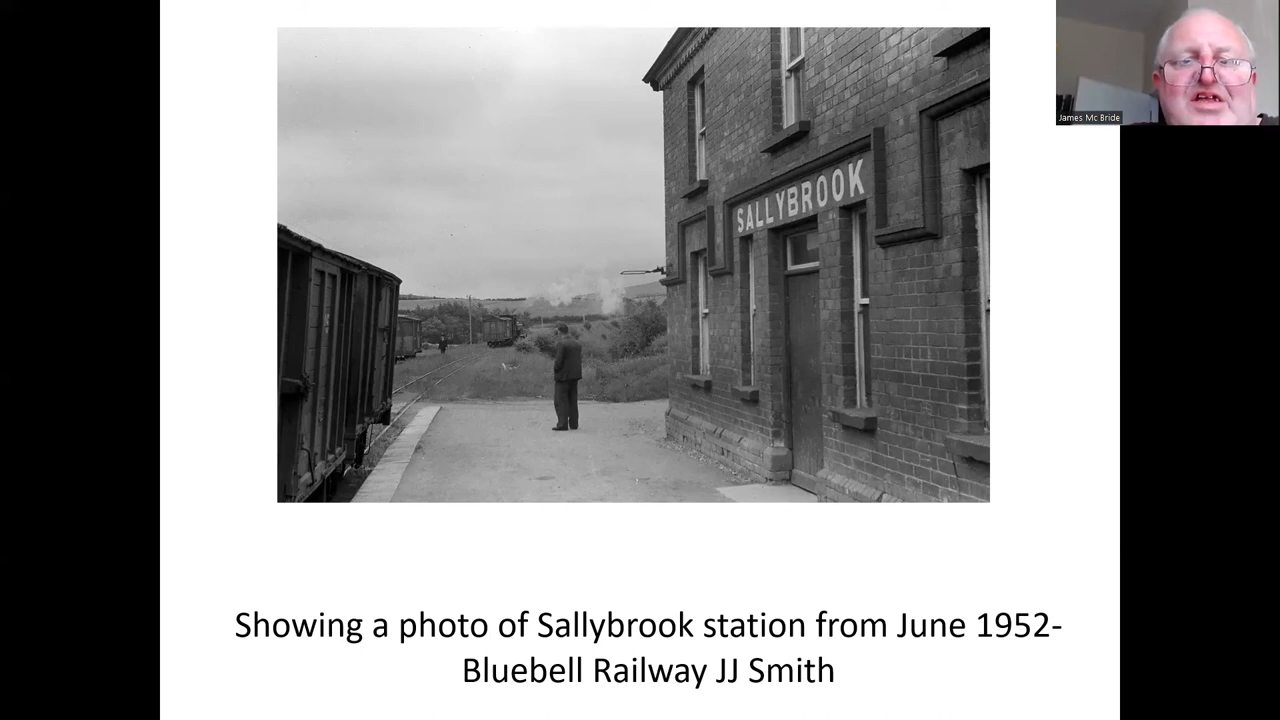 James Mc Bride
SALLYBROOK
Showing a photo of Sallybrook station from June 1952-
Bluebell Railway JJ Smith